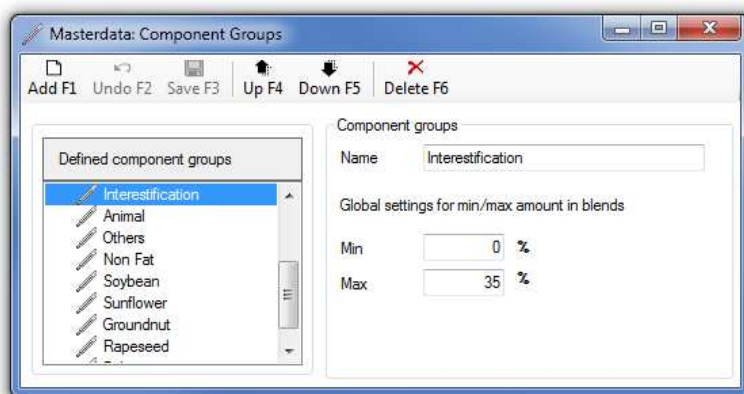 Masterdata: Component Groups
Add F1 Undo F2 Save F3 Up F4 Down F5 Delete F6
Defined component groups
Interestification
Animal
Others
Non Fat
Soybean
Sunflower
Groundnut
Rapeseed
Component groups
Name Interestification
Global settings for min/max amount in blends
Min 0 %
Max 35 %